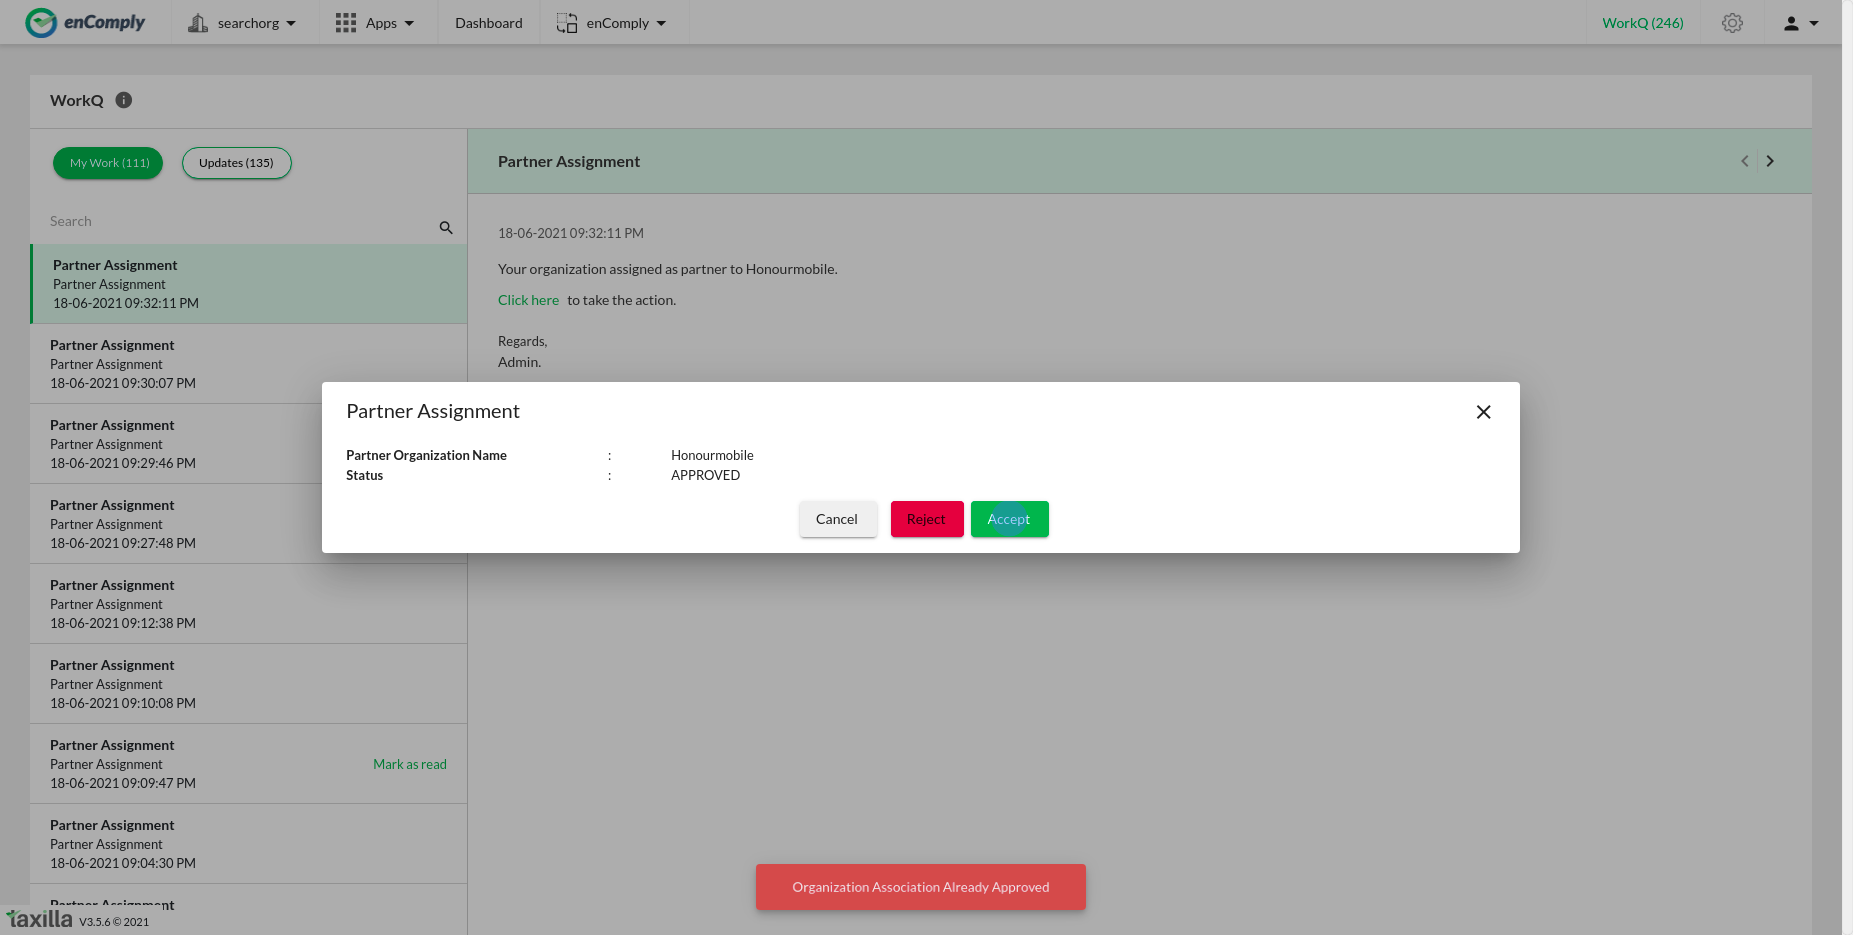 enComply
searchorg
Apps
Dashboard
enComply
WorkQ (246)
WorkQ
My Work (111)
Updates (135)
Search
Partner Assignment
Partner Assignment
18-06-2021 09:32:11 PM
Partner Assignment
Partner Assignment
18-06-2021 09:30:07 PM
Partner Assignment
Partner Assignment
18-06-2021 09:29:46 PM
Partner Assignment
Partner Assignment
18-06-2021 09:27:48 PM
Partner Assignment
Partner Assignment
18-06-2021 09:12:38 PM
Partner Assignment
Partner Assignment
18-06-2021 09:10:08 PM
Partner Assignment
Partner Assignment
Mark as read
18-06-2021 09:09:47 PM
Partner Assignment
Partner Assignment
18-06-2021 09:04:30 PM
Partner Assignment
Partner Assignment
18-06-2021 09:32:11 PM
Your organization assigned as partner to Honourmobile.
Click here to take the action.
Regards,
Admin.
Partner Assignment
Partner Organization Name : Honourmobile
Status : APPROVED
Cancel
Reject
Accept
Organization Association Already Approved
taxilla V3.5.6 © 2021